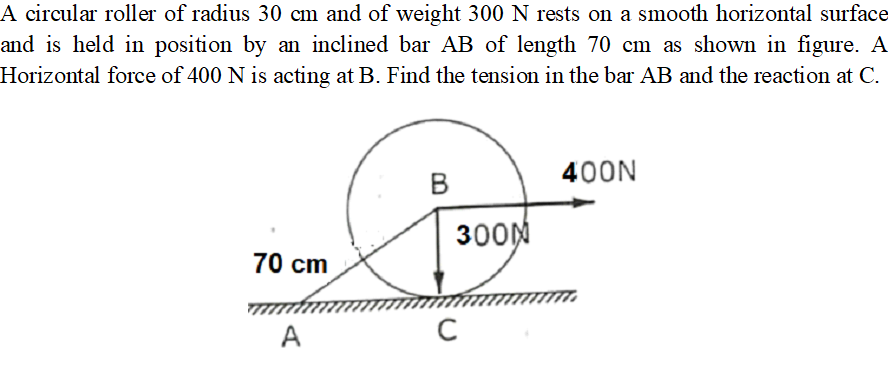 A circular roller of radius 30 cm and of weight 300 N rests on a smooth horizontal surface
and is held in position by an inclined bar AB of length 70 cm as shown in figure. A
Horizontal force of 400 N is acting at B. Find the tension in the bar AB and the reaction at C.
400N
B
300N
70 cm
A
C